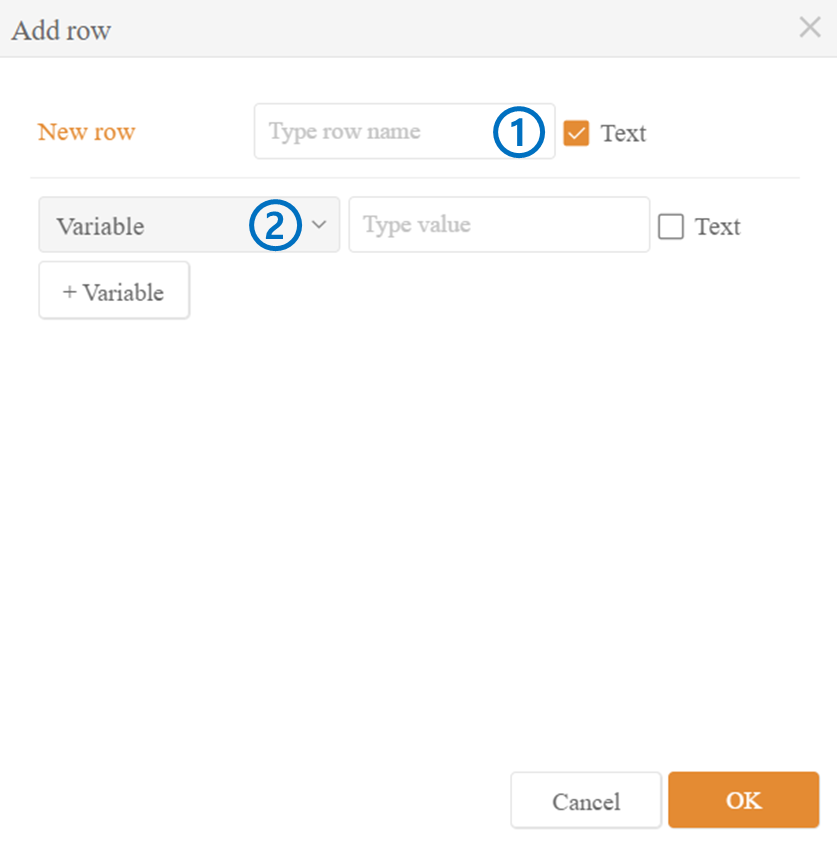 Add row
New row Type row name ① Text
Variable ② Type value Text
+ Variable
Cancel OK